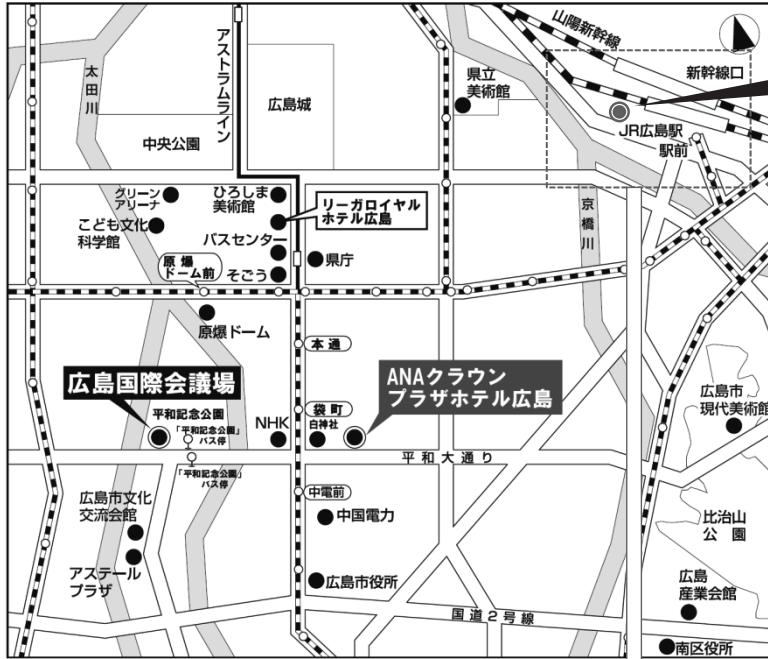 山陽新幹線
新幹線口
JR広島駅
駅前
太田川
アストラムライン
広島城
県立
美術館
中央公園
グリーン
アリーナ
ひろしま
美術館
リーガロイヤル
ホテル広島
こども文化
科学館
バスセンター
京橋川
原爆
ドーム前
そごう
県庁
原爆ドーム
本通
広島国際会議場
ANAクラウン
プラザホテル広島
平和記念公園
袋町
白神社
NHK
「平和記念公園」
バス停
「平和記念公園」
バス停
平和大通り
広島市
現代美術館
広島市文化
交流会館
中電前
中国電力
比治山
公園
アステール
プラザ
広島市役所
広島
産業会館
国道2号線
南区役所